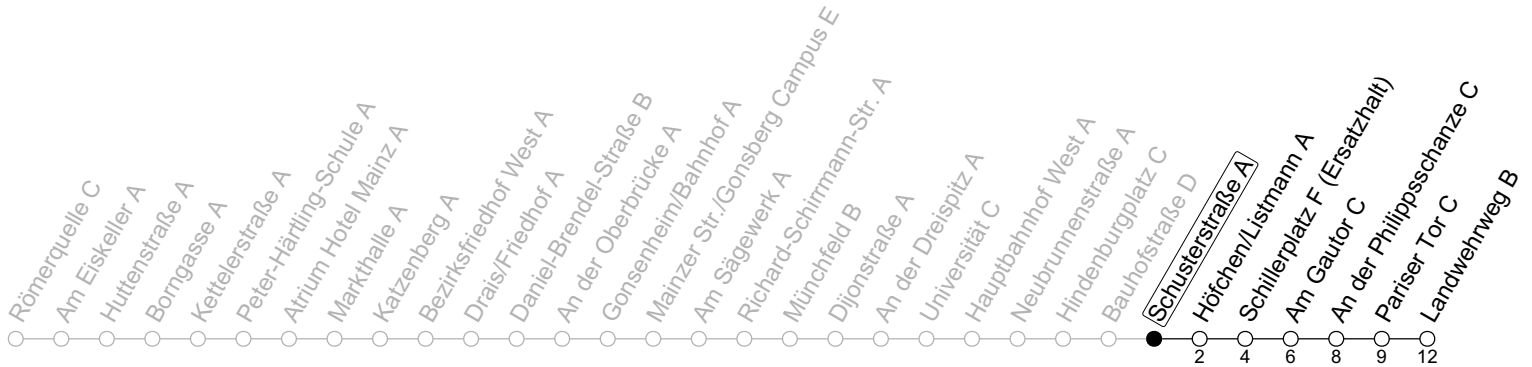 Römerquelle C
Am Eiskeller A
Huttenstraße A
Borngasse A
Kettelerstraße A
Peter-Härtling-Schule A
Atrium Hotel Mainz A
Markthalle A
Katzenberg A
Bezirksfriedhof West A
Drais/Friedhof A
Daniel-Brendel-Straße B
An der Oberbrücke A
Gonsenheim/Bahnhof A
Mainzer Str./Gonsberg Campus E
Am Sägewerk A
Richard-Schirrmann-Str. A
Münchfeld B
Dijonstraße A
An der Dreispitz A
Universität C
Hauptbahnhof West A
Neubrunnenstraße A
Hindenburgplatz C
Bauhofstraße D
Schusterstraße A
Höfchen/Listmann A
Schillerplatz F (Ersatzhalt)
Am Gautor C
An der Philippsschanze C
Pariser Tor C
Landwehrweg B
2 4 6 8 9 12